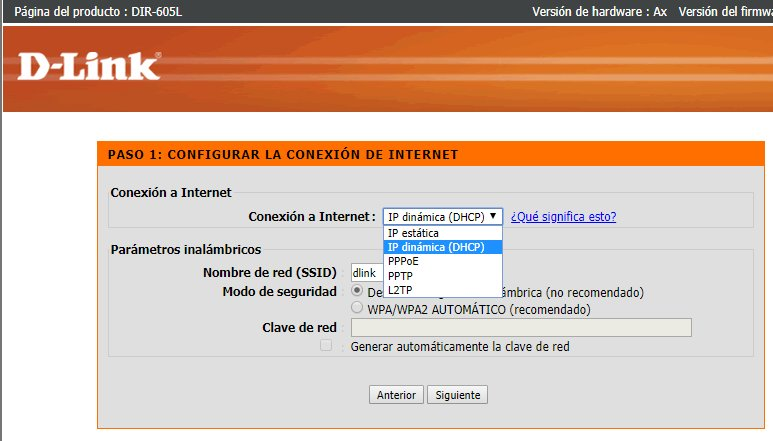 Página del producto : DIR-605L Versión de hardware : Ax Versión del firmwa
D-Link
PASO 1: CONFIGURAR LA CONEXIÓN DE INTERNET
Conexión a Internet
Conexión a Internet : IP dinámica (DHCP) ¿Qué significa esto?
IP estática
IP dinámica (DHCP)
PPPoE
PPTP
L2TP
Parámetros inalámbricos
Nombre de red (SSID) : dlink
Modo de seguridad : De ámbrica (no recomendado)
WPA/WPA2 AUTOMÁTICO (recomendado)
Clave de red :
: Generar automáticamente la clave de red
Anterior Siguiente